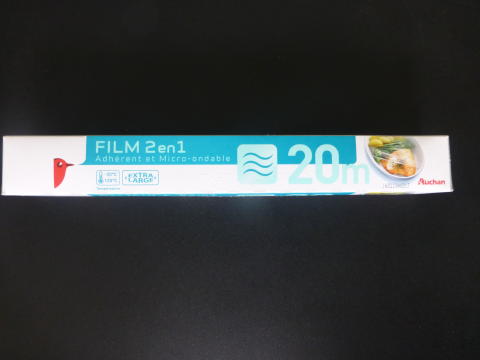 FILM 2en1
Adhérent et Micro-ondable
20m
EXTRA
LARGE
Auchan